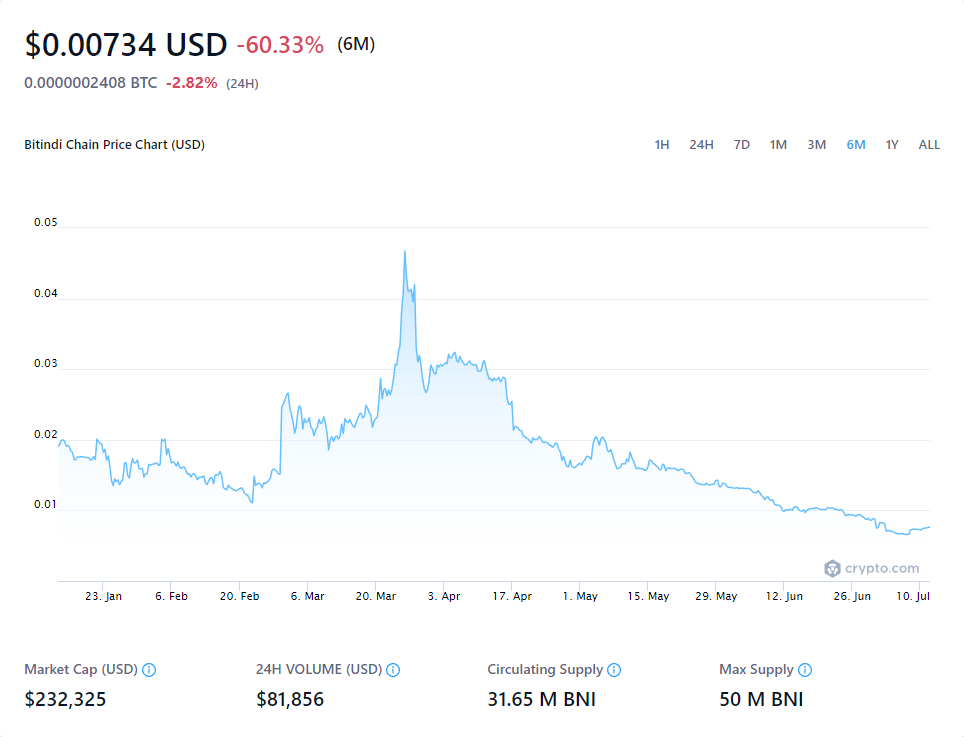 $0.00734 USD -60.33% (6M)
0.0000002408 BTC -2.82% (24H)
Bitindi Chain Price Chart (USD) 1H 24H 7D 1M 3M 6M 1Y ALL
0.05
0.04
0.03
0.02
0.01
crypto.com
23. Jan 6. Feb 20. Feb 6. Mar 20. Mar 3. Apr 17. Apr 1. May 15. May 29. May 12. Jun 26. Jun 10. Jul
Market Cap (USD) 24H VOLUME (USD) Circulating Supply Max Supply
$232,325 $81,856 31.65 M BNI 50 M BNI